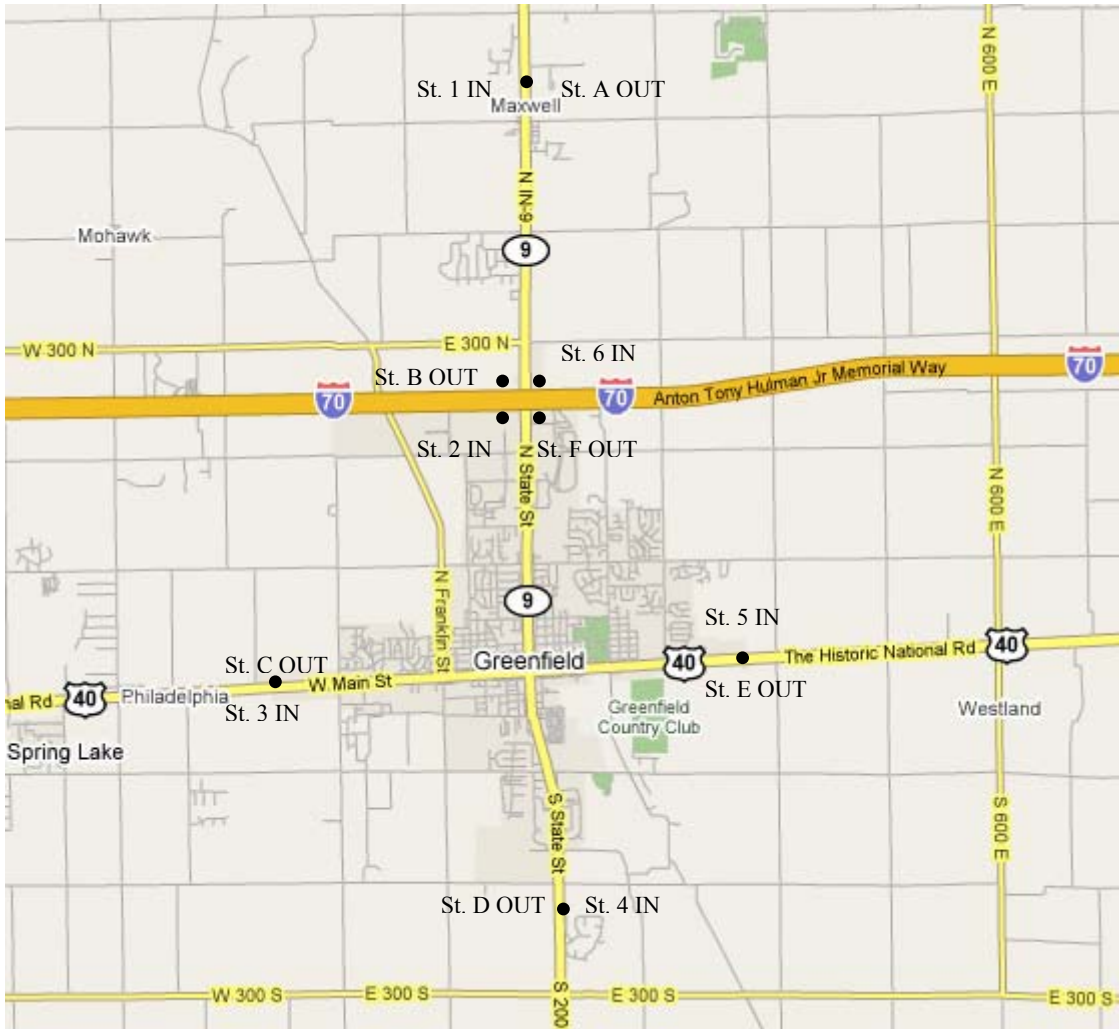 N 600 E
St. 1 IN
St. A OUT
Maxwell
N IN-9
Mohawk
9
W 300 N
E 300 N
St. 6 IN
St. B OUT
70
70
70
Anton Tony Hulman Jr Memorial Way
St. 2 IN
St. F OUT
N State St
N 600 E
N Franklin St
9
St. 5 IN
Greenfield
40
The Historic National Rd
40
St. C OUT
W Main St
St. E OUT
nal Rd
40
Philadelphia
St. 3 IN
Greenfield
Country Club
Westland
Spring Lake
S State St
S 600 E
St. D OUT
St. 4 IN
W 300 S
E 300 S
E 300 S
E 300 S
S 200